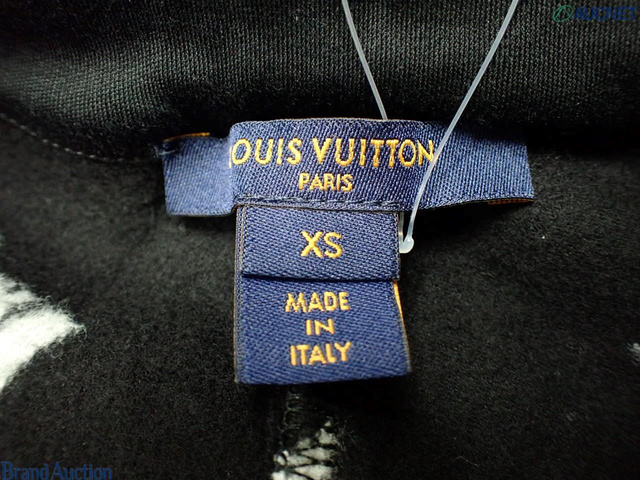 OUIS VUITTON
PARIS
XS
MADE
IN
ITALY
Brand Auction